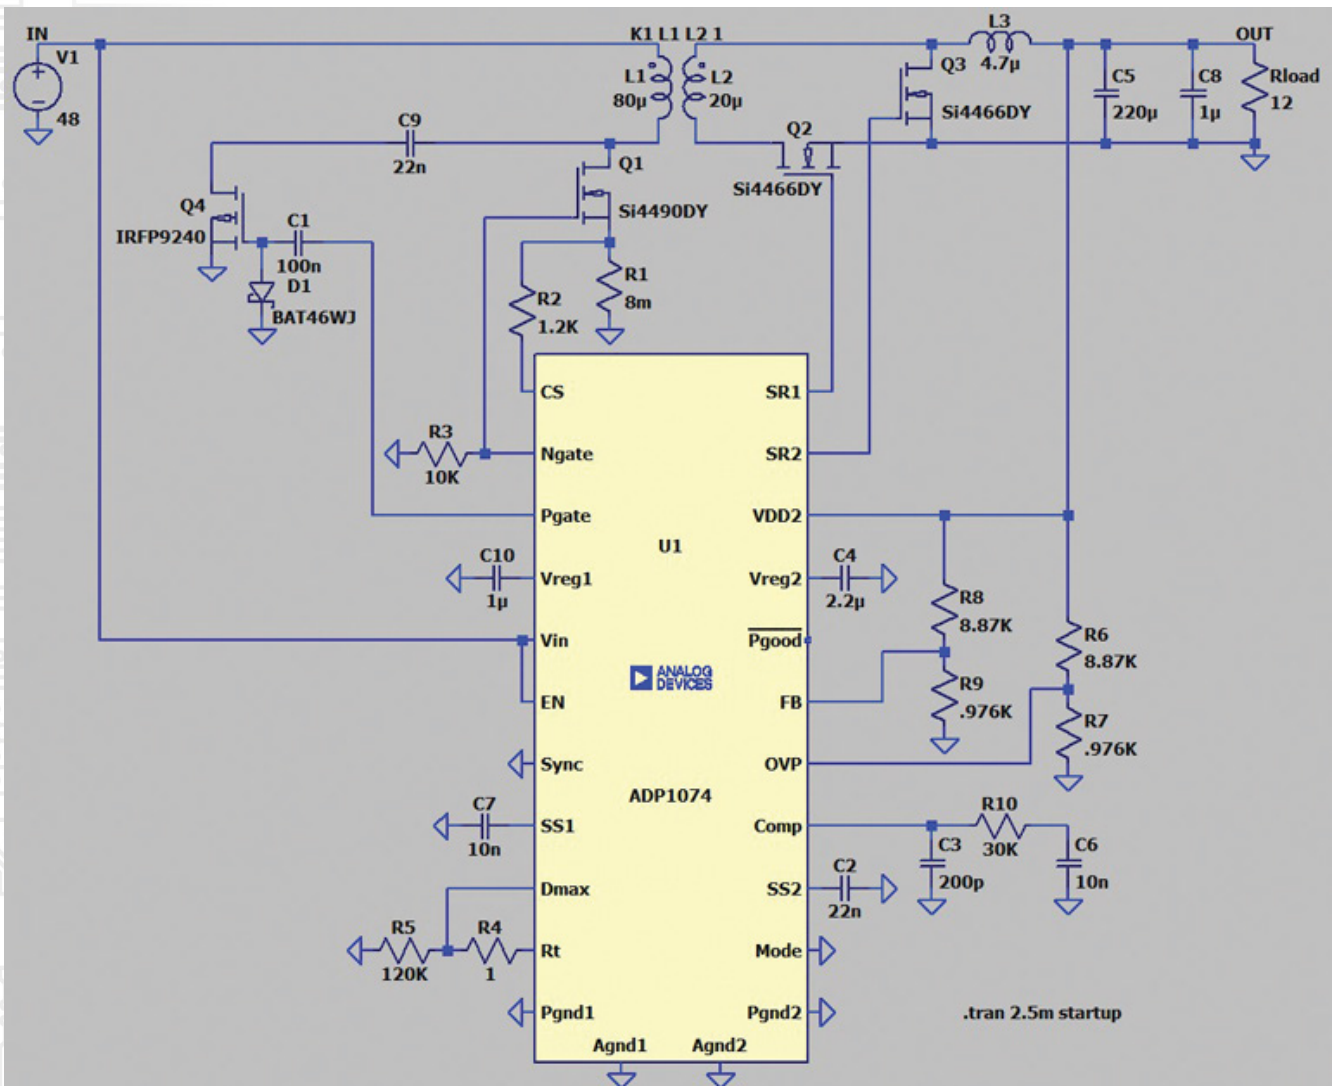 IN
K1 L1 L2 1
L3
OUT
V1
4.7µ
Q3
L1
L2
C5
C8
Rload
80µ
20µ
12
48
C9
Q2
Si4466DY
220µ
1µ
22n
Q1
Si4466DY
Q4
Si4490DY
C1
IRFP9240
100n
R1
D1
R2
8m
BAT46WJ
1.2K
CS
SR1
R3
Ngate
SR2
10K
Pgate
VDD2
U1
C10
Vreg1
Vreg2
C4
1µ
2.2µ
R8
8.87K
Vin
Pgood
R6
8.87K
ANALOG
DEVICES
EN
FB
R9
.976K
R7
.976K
Sync
OVP
ADP1074
C7
SS1
Comp
R10
10n
30K
C3
C6
200p
10n
Dmax
SS2
C2
22n
R5
R4
Rt
Mode
120K
1
Pgnd1
Pgnd2
.tran 2.5m startup
Agnd1
Agnd2